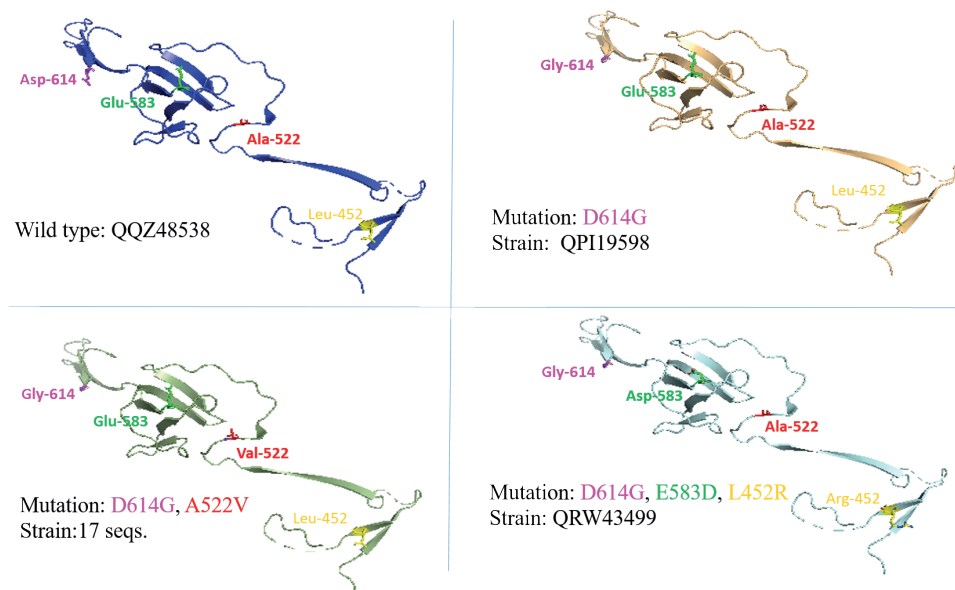 Asp-614
Glu-583
Ala-522
Leu-452
Wild type: QQZ48538
Gly-614
Glu-583
Ala-522
Leu-452
Mutation: D614G
Strain: QPI19598
Gly-614
Glu-583
Val-522
Mutation: D614G, A522V
Strain:17 seqs.
Leu-452
Gly-614
Asp-583
Ala-522
Mutation: D614G, E583D, L452R
Arg-452
Strain: QRW43499